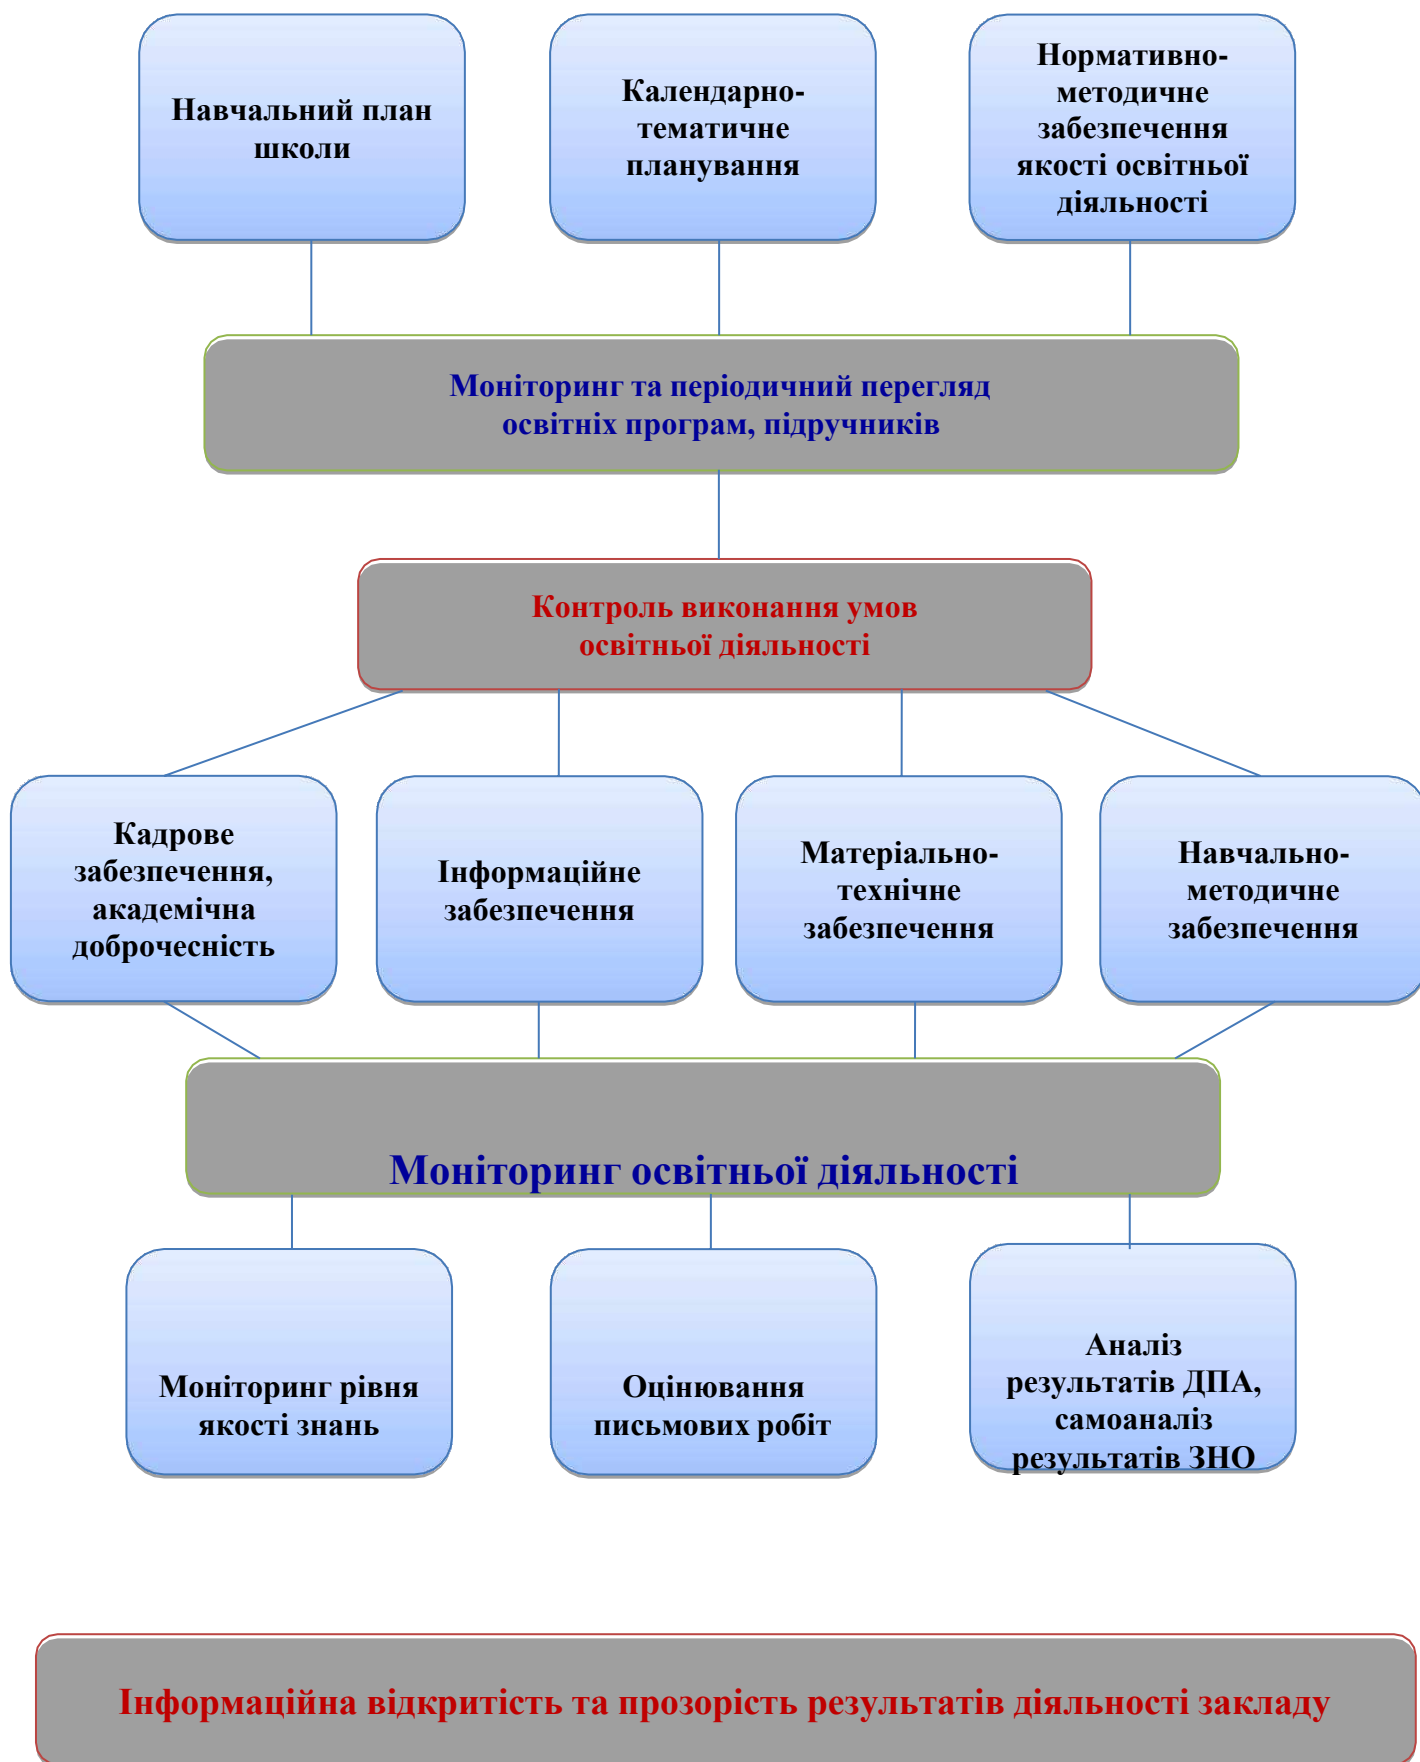 Навчальний план
школи
Календарно-
тематичне
планування
Нормативно-
методичне
забезпечення
якості освітньої
діяльності
Моніторинг та періодичний перегляд
освітніх програм, підручників
Контроль виконання умов
освітньої діяльності
Кадрове
забезпечення,
академічна
доброчесність
Інформаційне
забезпечення
Матеріально-
технічне
забезпечення
Навчально-
методичне
забезпечення
Моніторинг освітньої діяльності
Моніторинг рівня
якості знань
Оцінювання
письмових робіт
Аналіз
результатів ДПА,
самоаналіз
результатів ЗНО
Інформаційна відкритість та прозорість результатів діяльності закладу